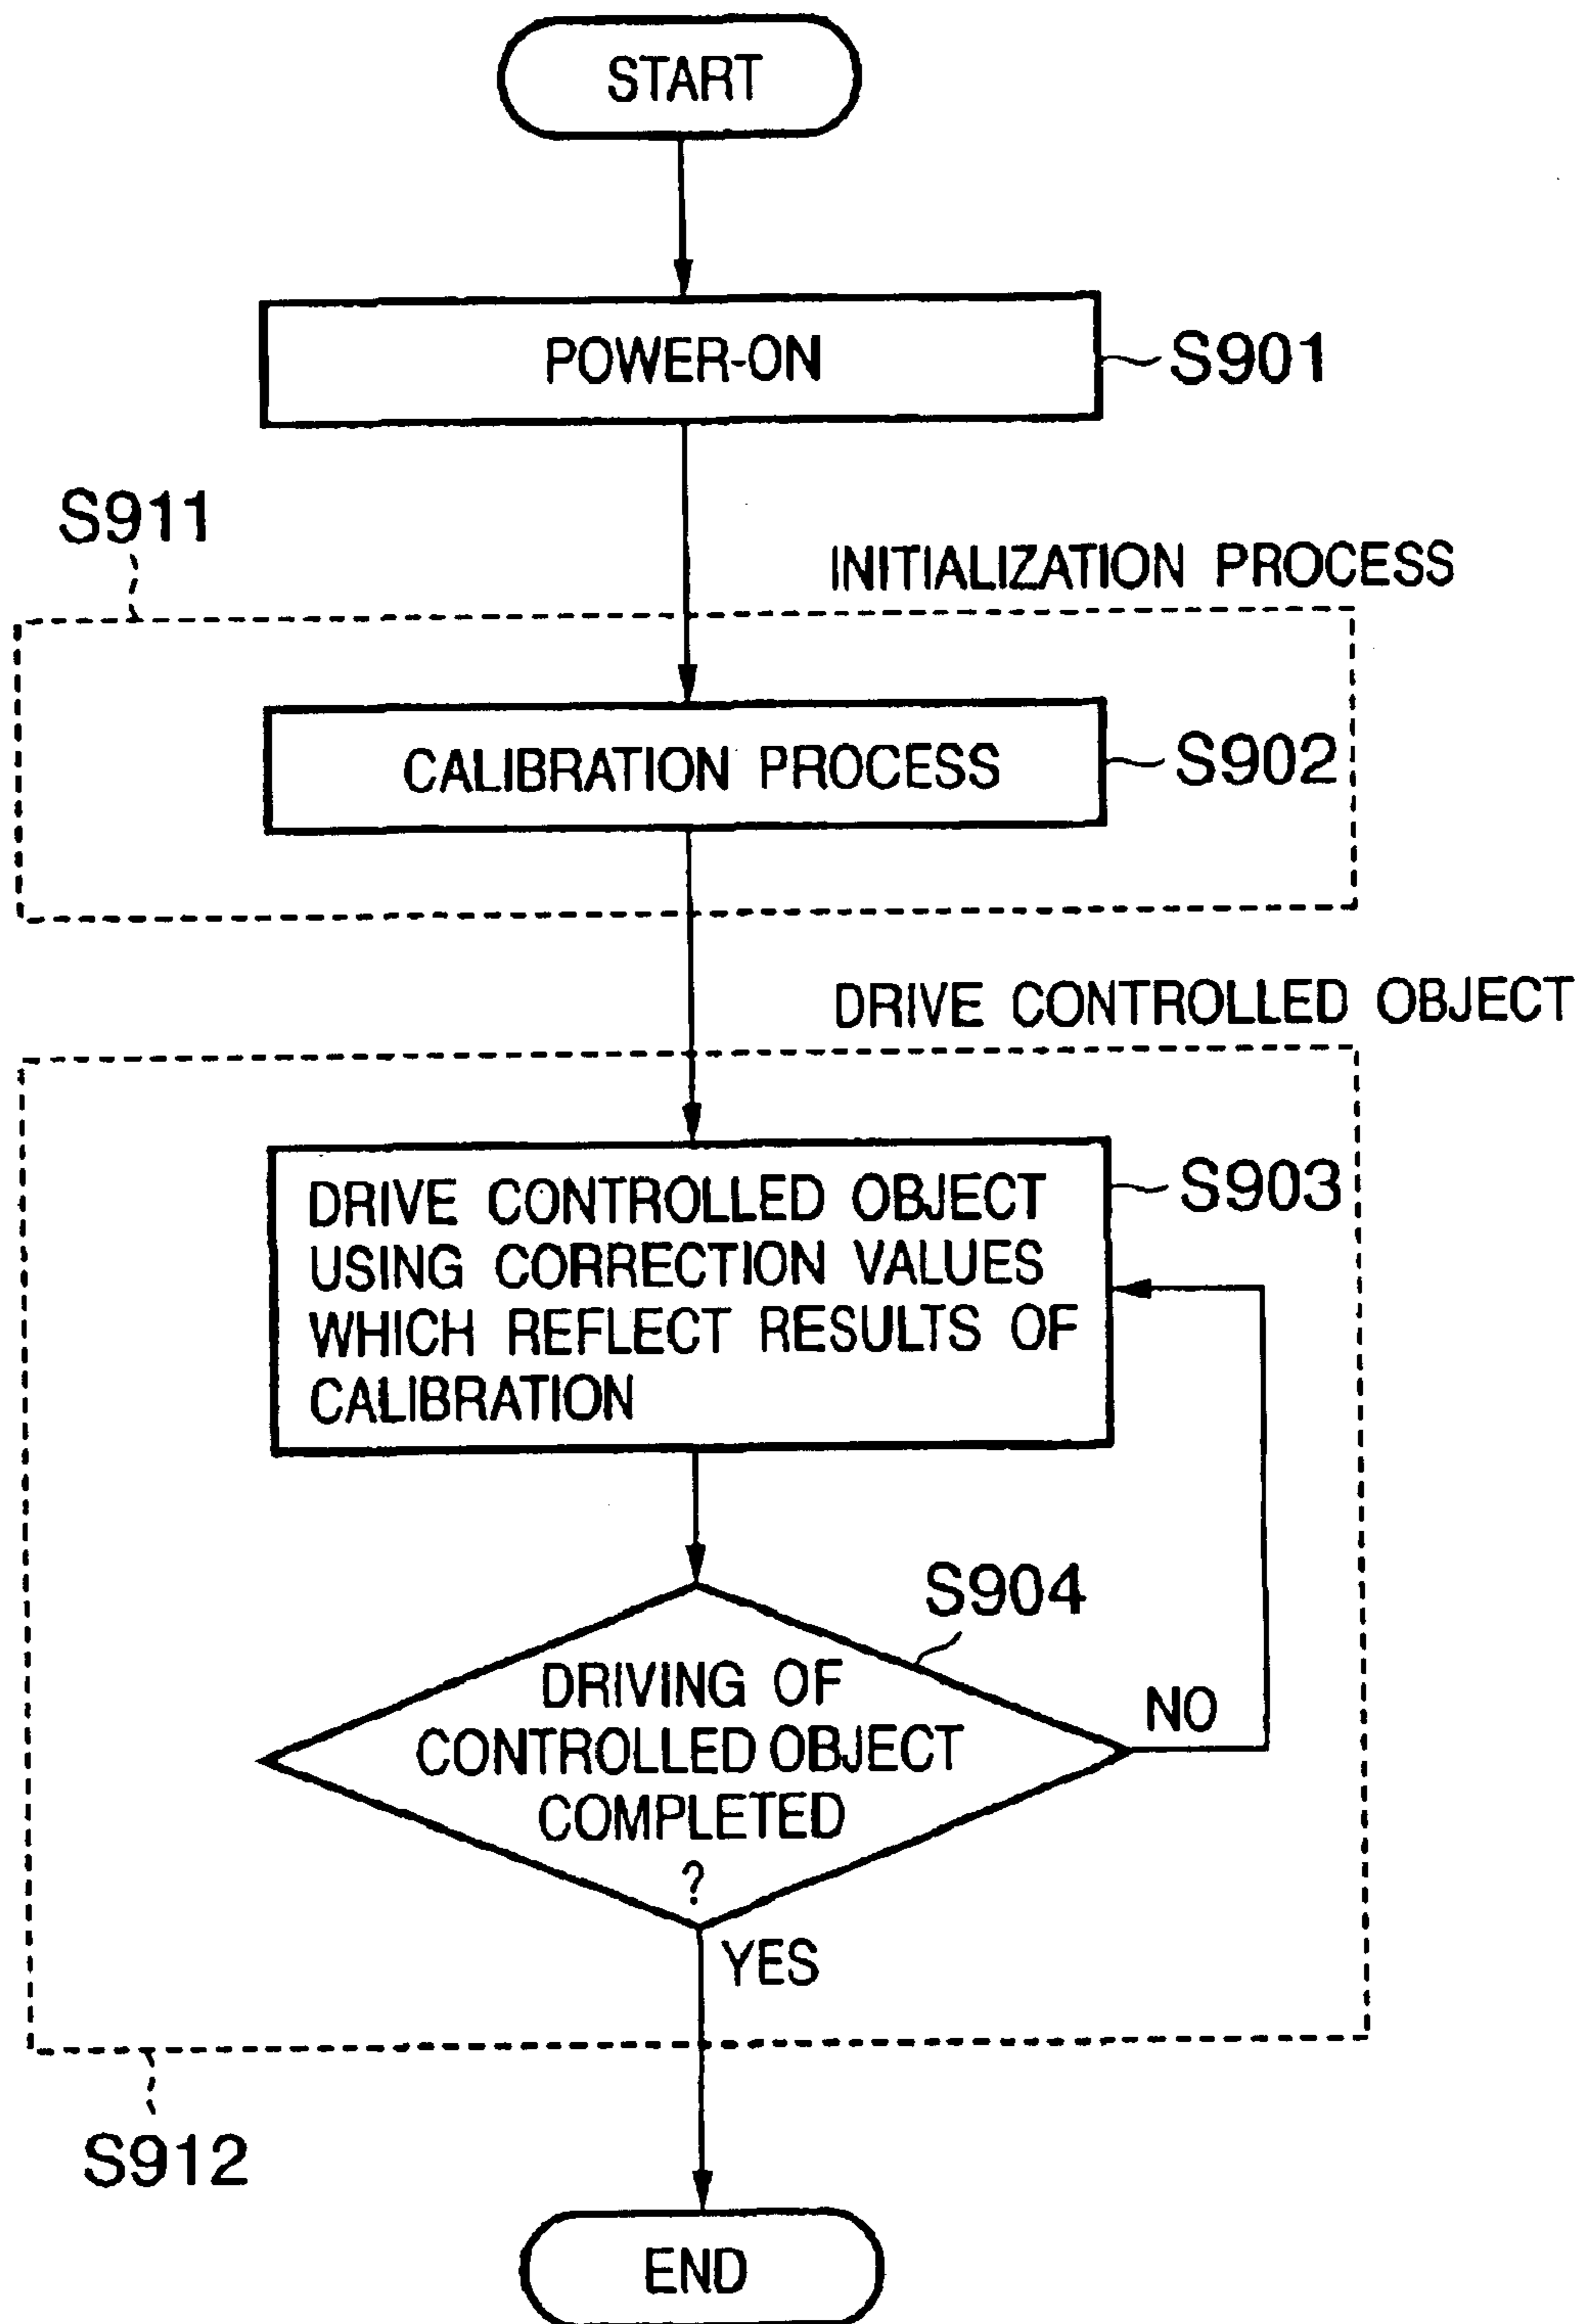 START
POWER-ON
S901
S911
INITIALIZATION PROCESS
CALIBRATION PROCESS
S902
DRIVE CONTROLLED OBJECT
DRIVE CONTROLLED OBJECT
USING CORRECTION VALUES
WHICH REFLECT RESULTS OF
CALIBRATION
S903
S904
DRIVING OF
CONTROLLED OBJECT
COMPLETED
?
NO
YES
S912
END